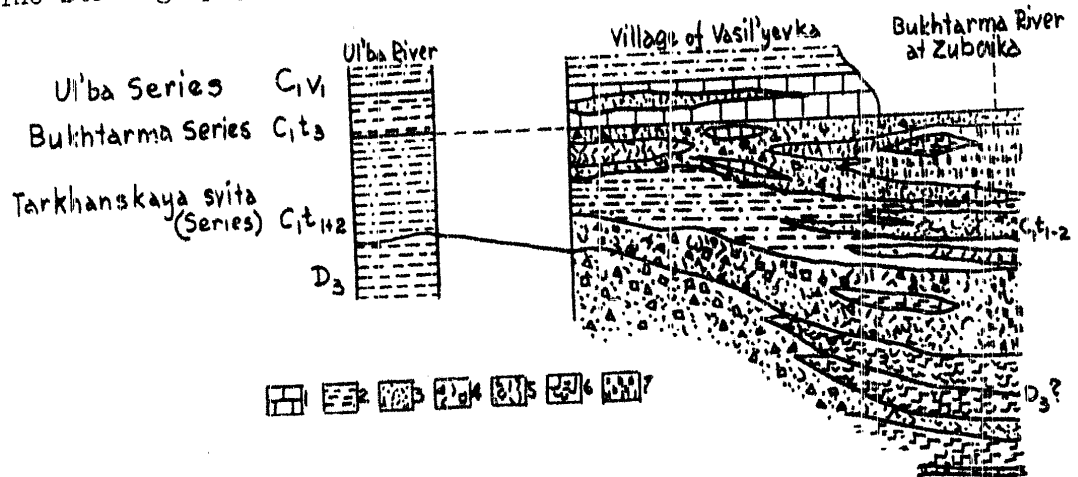 Ul'ba River
Village of Vasil'yevka
Bukhtarma River
at Zubovka
Ul'ba Series C₁V₁
Bukhtarma Series C₁t₃
Tarkhanskaya svita
(Series) C₁t₁₊₂
C₁t₁₋₂
D₃
D₃?
1 2 3 4 5 6 7